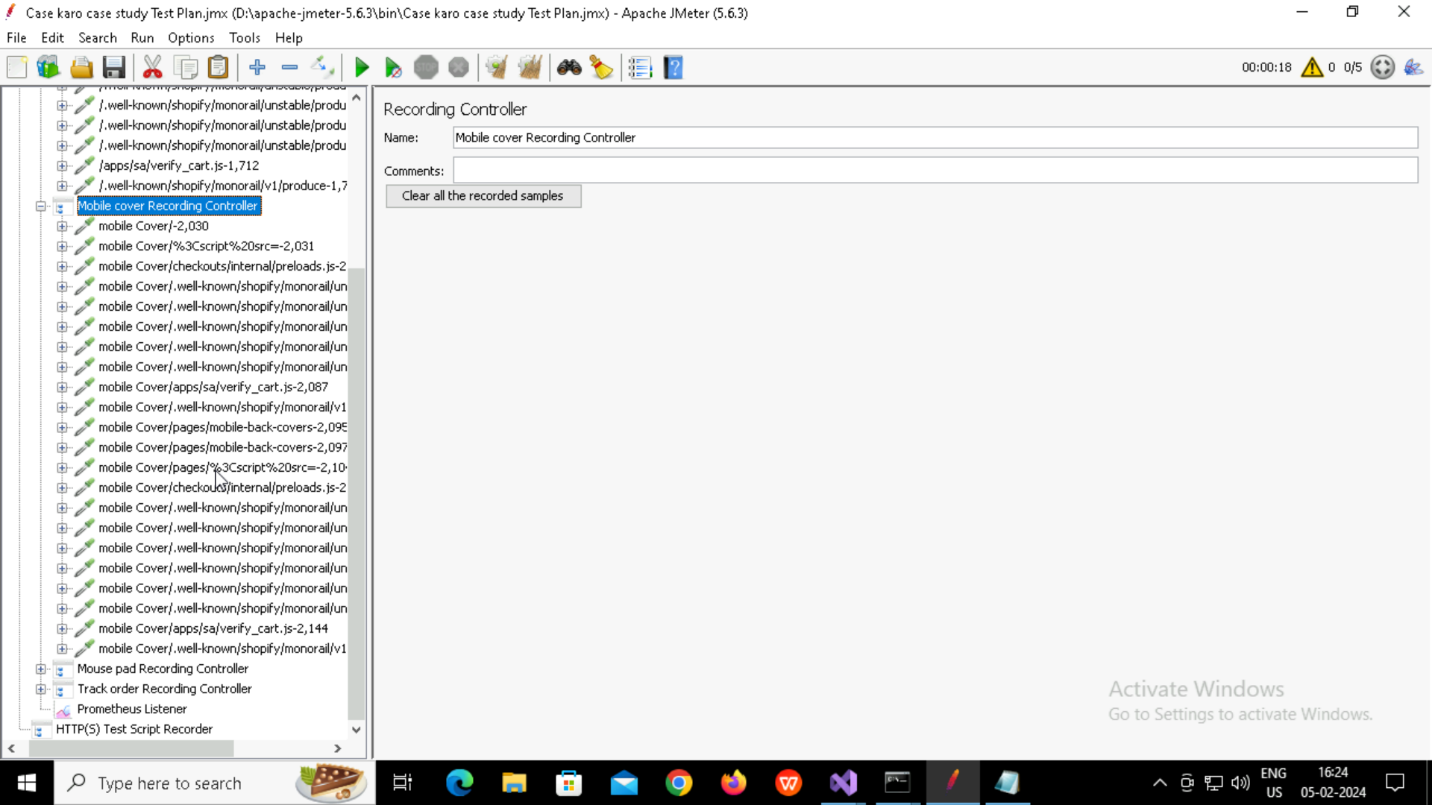 Case karo case study Test Plan.jmx (D:\apache-jmeter-5.6.3\bin\Case karo case study Test Plan.jmx) - Apache JMeter (5.6.3)
File Edit Search Run Options Tools Help
00:00:18 0 0/5
/.well-known/shopify/monorail/unstable/produ
/.well-known/shopify/monorail/unstable/produ
/.well-known/shopify/monorail/unstable/produ
/.well-known/shopify/monorail/unstable/produ
/apps/sa/verify_cart.js-1,712
/.well-known/shopify/monorail/v1/produce-1,7
Mobile cover Recording Controller
mobile Cover/-2,030
mobile Cover/%3Cscript%20src=-2,031
mobile Cover/checkouts/internal/preloads.js-2
mobile Cover/.well-known/shopify/monorail/un
mobile Cover/.well-known/shopify/monorail/un
mobile Cover/.well-known/shopify/monorail/un
mobile Cover/.well-known/shopify/monorail/un
mobile Cover/.well-known/shopify/monorail/un
mobile Cover/apps/sa/verify_cart.js-2,087
mobile Cover/.well-known/shopify/monorail/v1
mobile Cover/pages/mobile-back-covers-2,095
mobile Cover/pages/mobile-back-covers-2,097
mobile Cover/pages/%3Cscript%20src=-2,10
mobile Cover/checkouts/internal/preloads.js-2
mobile Cover/.well-known/shopify/monorail/un
mobile Cover/.well-known/shopify/monorail/un
mobile Cover/.well-known/shopify/monorail/un
mobile Cover/.well-known/shopify/monorail/un
mobile Cover/.well-known/shopify/monorail/un
mobile Cover/.well-known/shopify/monorail/un
mobile Cover/apps/sa/verify_cart.js-2,144
mobile Cover/.well-known/shopify/monorail/v1
Mouse pad Recording Controller
Track order Recording Controller
Prometheus Listener
HTTP(S) Test Script Recorder
Recording Controller
Name: Mobile cover Recording Controller
Comments:
Clear all the recorded samples
Activate Windows
Go to Settings to activate Windows.
Type here to search
ENG
US
16:24
05-02-2024